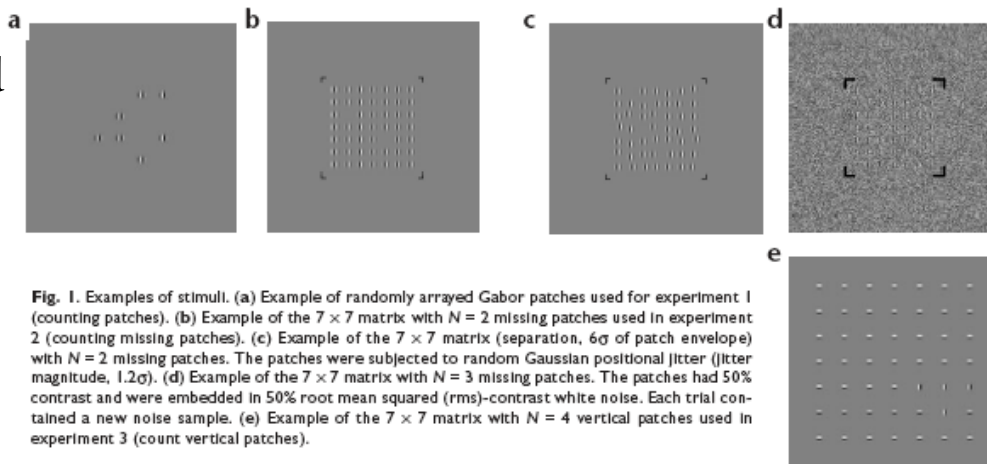 a
b
c
d
d
e
Fig. 1. Examples of stimuli. (a) Example of randomly arrayed Gabor patches used for experiment 1
(counting patches). (b) Example of the 7 × 7 matrix with N = 2 missing patches used in experiment
2 (counting missing patches). (c) Example of the 7 × 7 matrix (separation, 6σ of patch envelope)
with N = 2 missing patches. The patches were subjected to random Gaussian positional jitter (jitter
magnitude, 1.2σ). (d) Example of the 7 × 7 matrix with N = 3 missing patches. The patches had 50%
contrast and were embedded in 50% root mean squared (rms)-contrast white noise. Each trial con-
tained a new noise sample. (e) Example of the 7 × 7 matrix with N = 4 vertical patches used in
experiment 3 (count vertical patches).